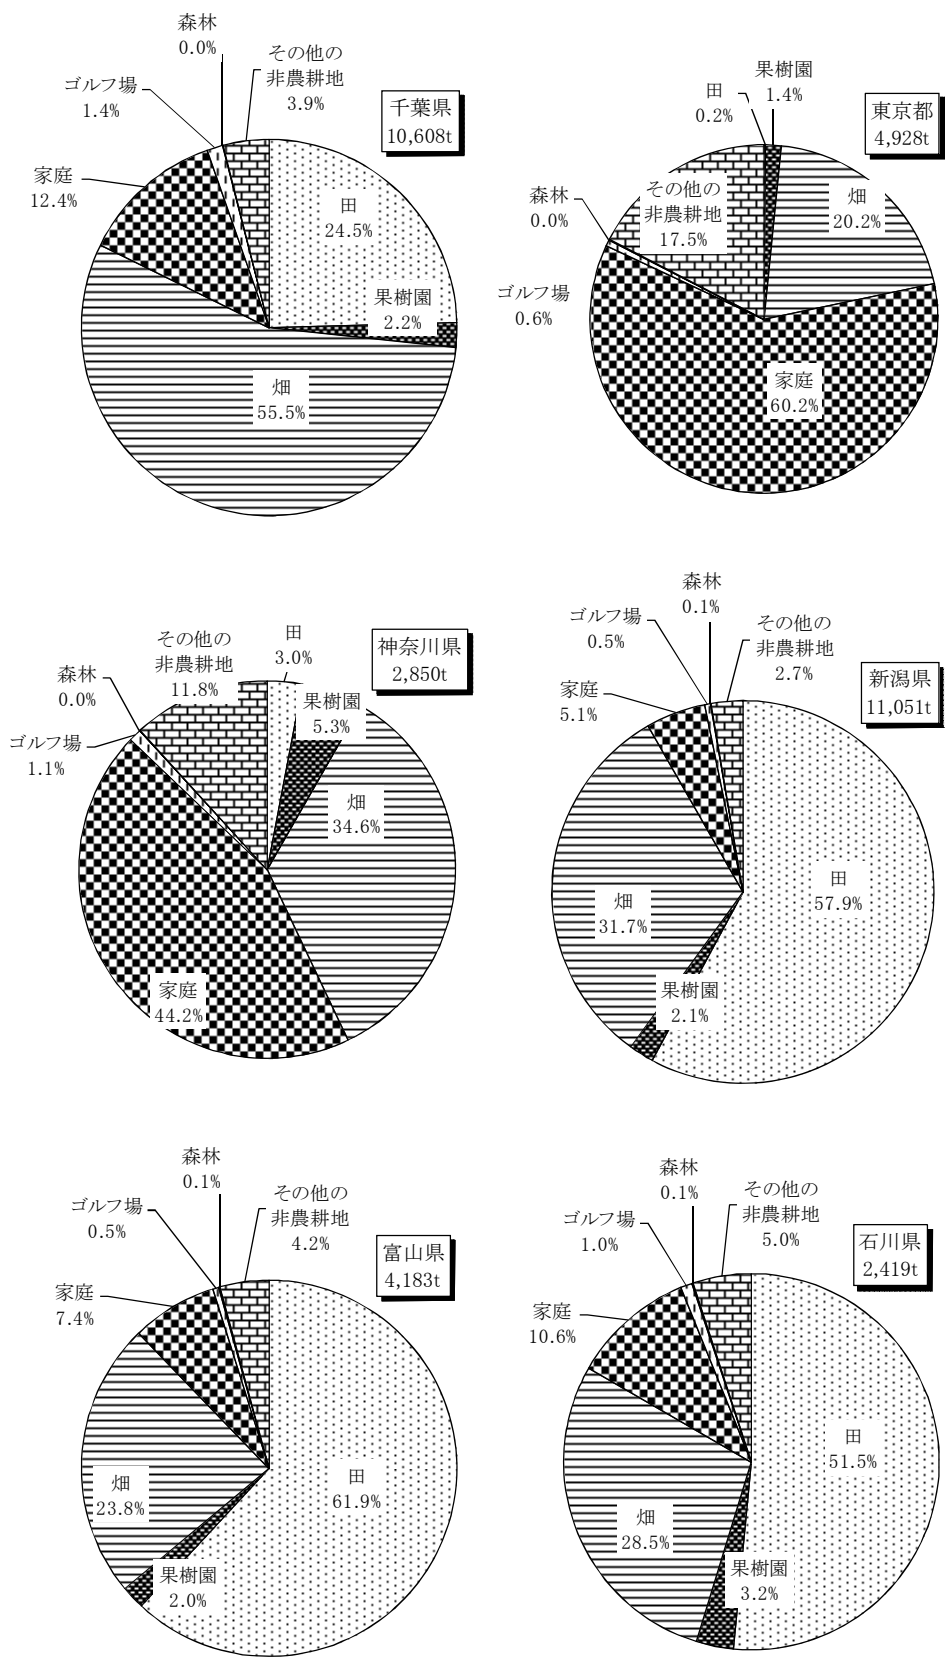 千葉県
10,608t
森林
0.0%
その他の
非農耕地
3.9%
ゴルフ場
1.4%
家庭
12.4%
田
24.5%
果樹園
2.2%
畑
55.5%
東京都
4,928t
果樹園
1.4%
田
0.2%
畑
20.2%
その他の
非農耕地
17.5%
森林
0.0%
ゴルフ場
0.6%
家庭
60.2%
神奈川県
2,850t
その他の
非農耕地
11.8%
田
3.0%
森林
0.0%
果樹園
5.3%
ゴルフ場
1.1%
畑
34.6%
家庭
44.2%
新潟県
11,051t
森林
0.1%
ゴルフ場
0.5%
その他の
非農耕地
2.7%
家庭
5.1%
田
57.9%
畑
31.7%
果樹園
2.1%
富山県
4,183t
森林
0.1%
その他の
非農耕地
4.2%
ゴルフ場
0.5%
家庭
7.4%
田
61.9%
畑
23.8%
果樹園
2.0%
石川県
2,419t
森林
0.1%
その他の
非農耕地
5.0%
ゴルフ場
1.0%
家庭
10.6%
田
51.5%
畑
28.5%
果樹園
3.2%